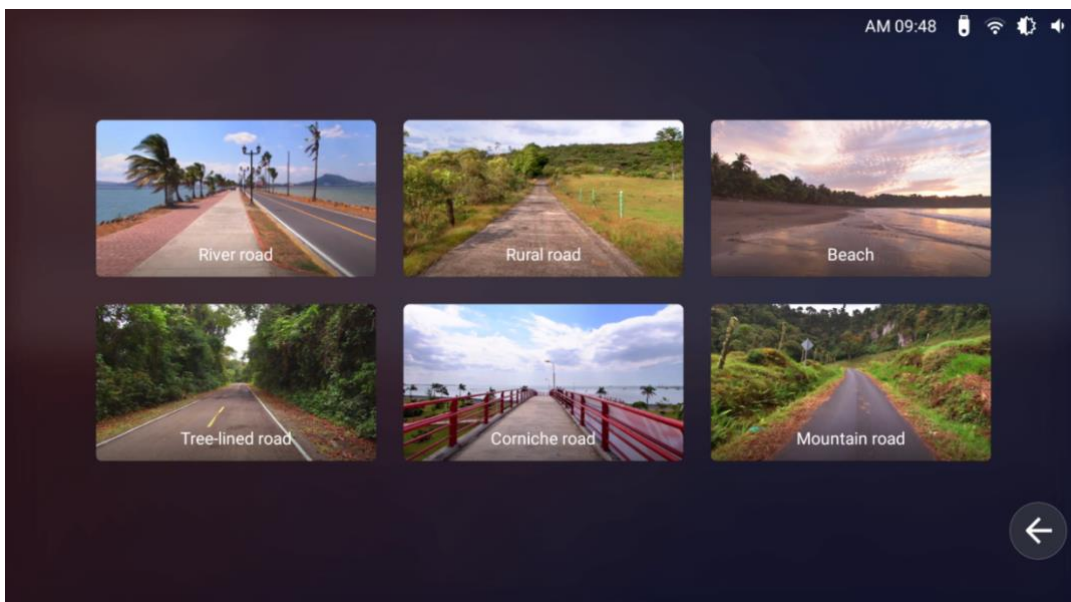 AM 09:48
River road
Rural road
Beach
Tree-lined road
Corniche road
Mountain road